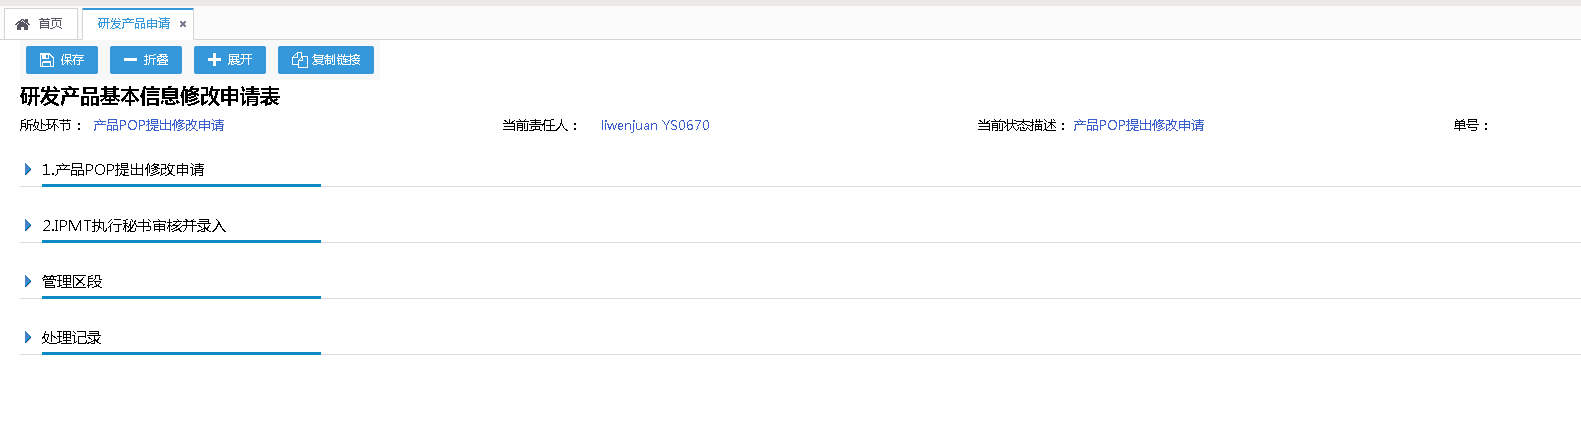 首页 研发产品申请
保存 折叠 展开 复制链接
研发产品基本信息修改申请表
所处环节： 产品POP提出修改申请 当前责任人： liwenjuan YS0670 当前状态描述： 产品POP提出修改申请 单号：
1.产品POP提出修改申请
2.IPMT执行秘书审核并录入
管理区段
处理记录